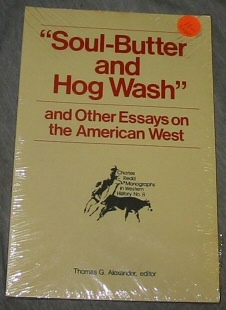 "Soul-Butter
and
Hog Wash"
and Other Essays on
the American West
Charles
Redd
Monographs
in Western
History No. 8
Thomas G. Alexander, editor